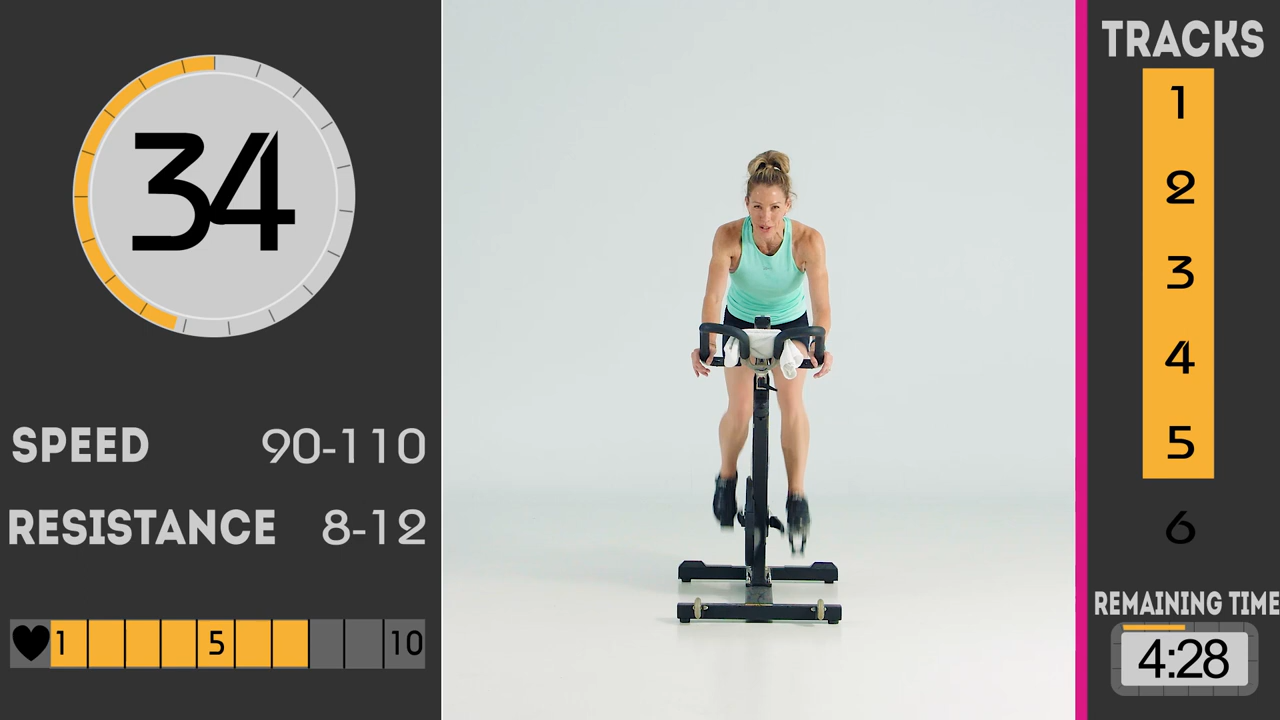 34
SPEED 90-110
RESISTANCE 8-12
1 5 10
TRACKS
1
2
3
4
5
6
REMAINING TIME
4:28